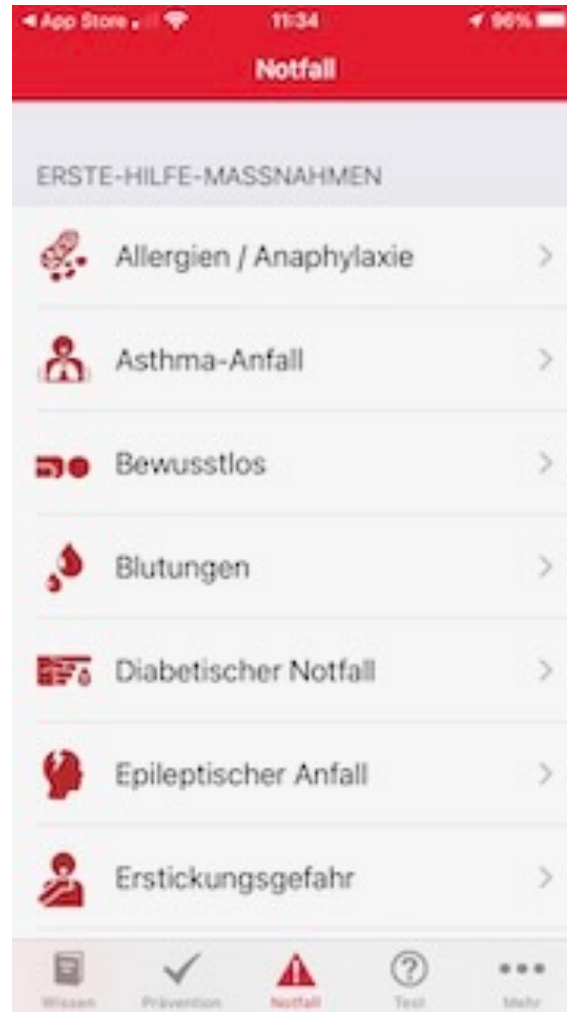 App Store
11:34
96%
Notfall
ERSTE-HILFE-MASSNAHMEN
Allergien / Anaphylaxie
Asthma-Anfall
Bewusstlos
Blutungen
Diabetischer Notfall
Epileptischer Anfall
Erstickungsgefahr
Wissen
Prävention
Notfall
Test
Mehr